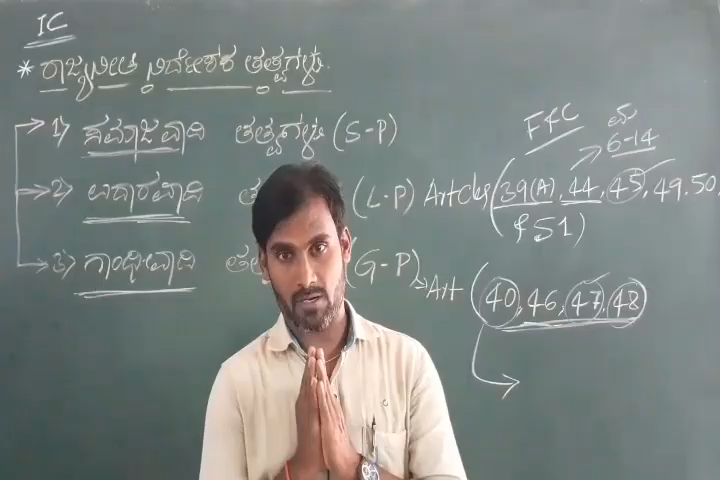 IC
* ರಾಜ್ಯನೀತಿ ನಿರ್ದೇಶಕ ತತ್ವಗಳು.
1) ಸಮಾಜವಾದಿ ತತ್ವಗಳು (S-P)
FFC
6-14
2) ಉದಾರವಾದಿ ತ (L-P) Articles (39(A), 44, 45, 49.50
& 51)
3) ಗಾಂಧೀವಾದಿ ತ (G-P) → Art (40, 46, 47, 48)